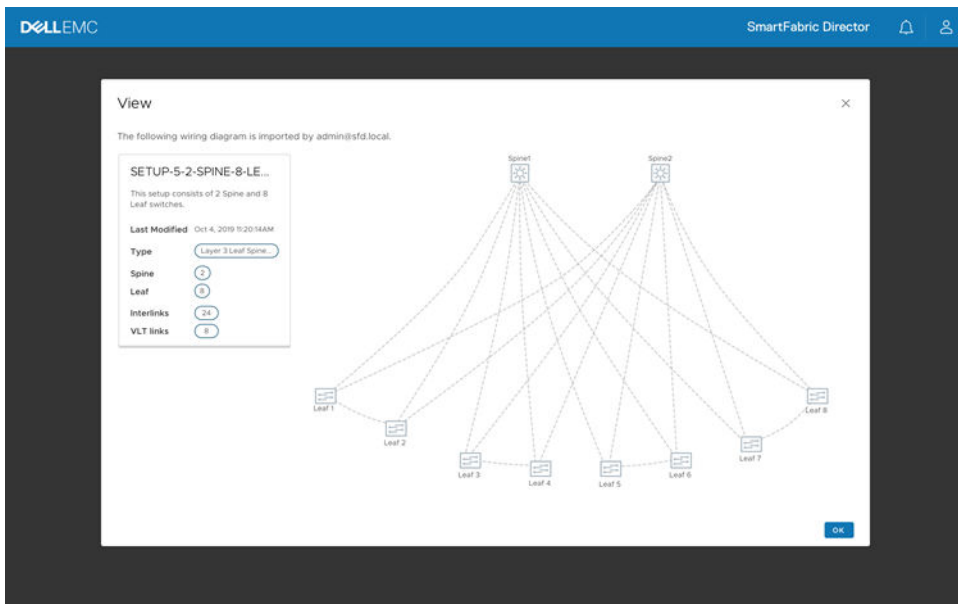 DELLEMC
SmartFabric Director
View
The following wiring diagram is imported by admin@sfd.local.
SETUP-5-2-SPINE-8-LE...
This setup consists of 2 Spine and 8
Leaf switches.
Last Modified Oct 4, 2019 11:20:14AM
Type Layer 3 Leaf Spine...
Spine 2
Leaf 8
Interlinks 24
VLT links 8
Spine1
Spine2
Leaf 1
Leaf 8
Leaf 2
Leaf 7
Leaf 3
Leaf 6
Leaf 4
Leaf 5
OK